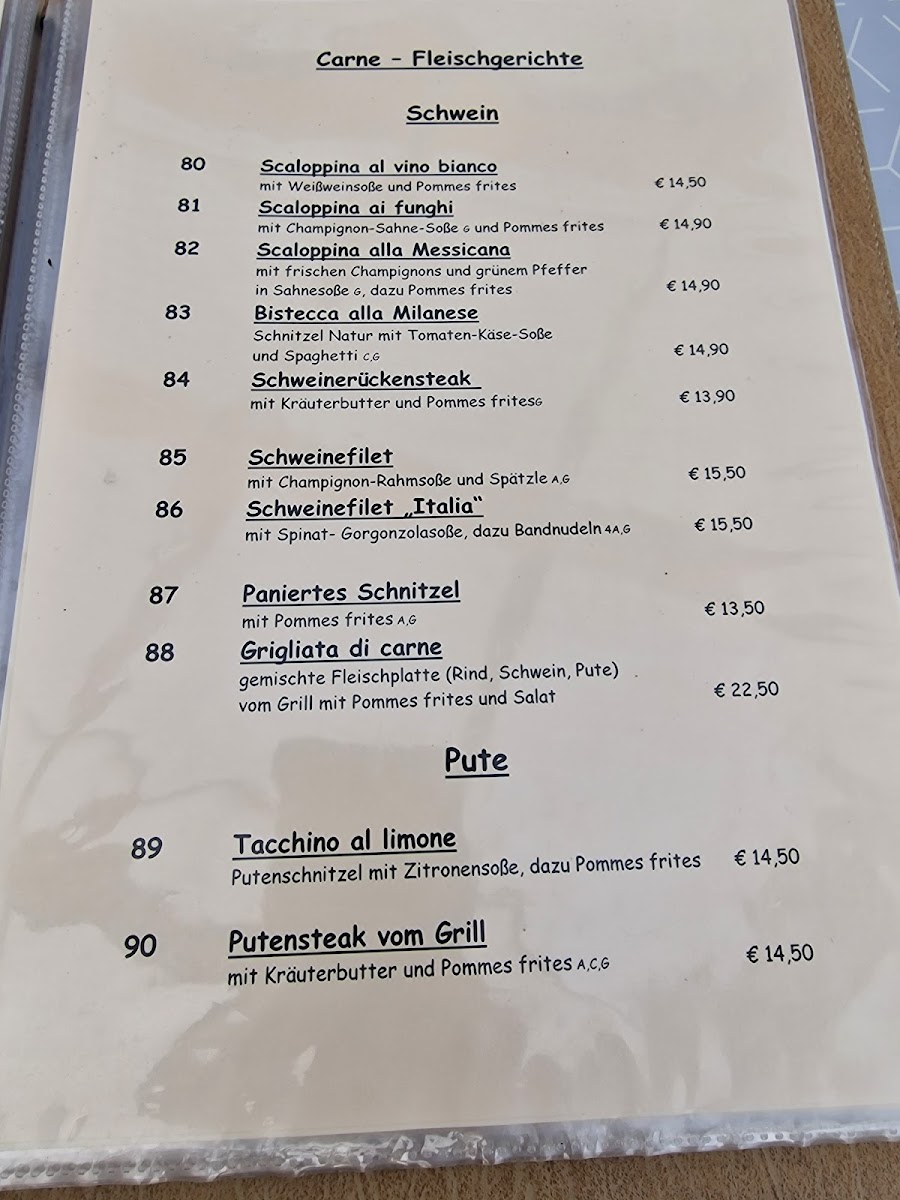 Carne - Fleischgerichte
Schwein
80 Scaloppina al vino bianco
mit Weißweinsoße und Pommes frites € 14,50
81 Scaloppina ai funghi
mit Champignon-Sahne-Soße G und Pommes frites € 14,90
82 Scaloppina alla Messicana
mit frischen Champignons und grünem Pfeffer
in Sahnesoße G, dazu Pommes frites € 14,90
83 Bistecca alla Milanese
Schnitzel Natur mit Tomaten-Käse-Soße
und Spaghetti C,G € 14,90
84 Schweinerückensteak
mit Kräuterbutter und Pommes fritesG € 13,90
85 Schweinefilet
mit Champignon-Rahmsoße und Spätzle A,G € 15,50
86 Schweinefilet „Italia“
mit Spinat- Gorgonzolasoße, dazu Bandnudeln 4A,G € 15,50
87 Paniertes Schnitzel
mit Pommes frites A,G € 13,50
88 Grigliata di carne
gemischte Fleischplatte (Rind, Schwein, Pute) .
vom Grill mit Pommes frites und Salat € 22,50
Pute
89 Tacchino al limone
Putenschnitzel mit Zitronensoße, dazu Pommes frites € 14,50
90 Putensteak vom Grill
mit Kräuterbutter und Pommes frites A,C,G € 14,50